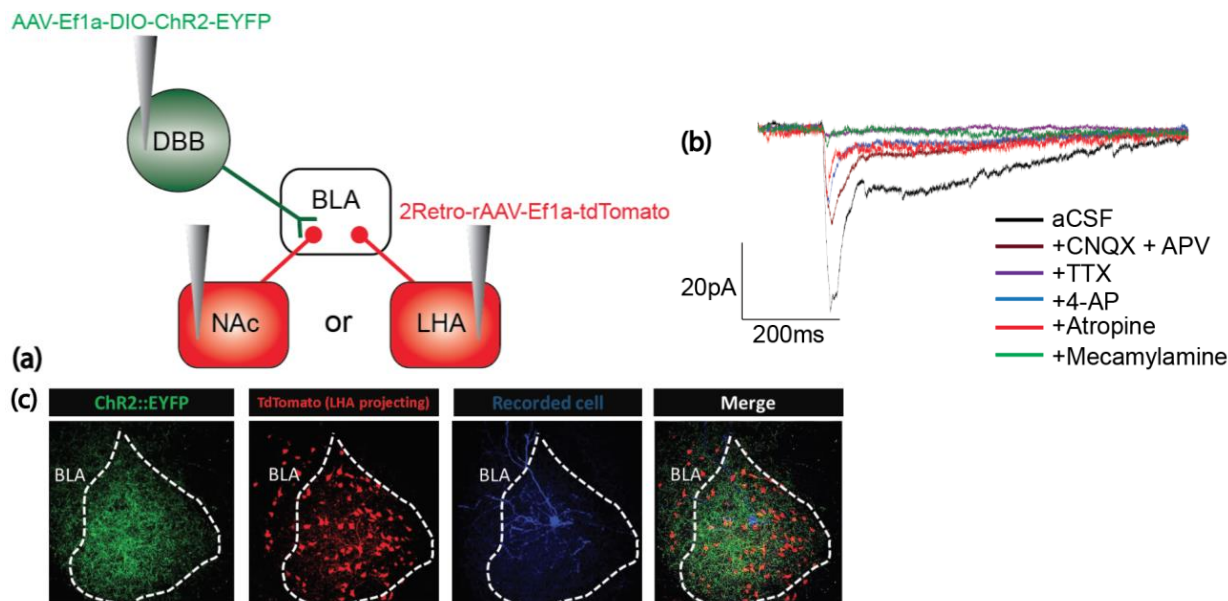 AAV-Ef1a-DIO-ChR2-EYFP
DBB
BLA
2Retro-rAAV-Ef1a-tdTomato
NAc
or
LHA
(a)
(b)
20pA
200ms
aCSF
+CNQX + APV
+TTX
+4-AP
+Atropine
+Mecamylamine
(c)
ChR2::EYFP
TdTomato (LHA projecting)
Recorded cell
Merge
BLA
BLA
BLA
BLA